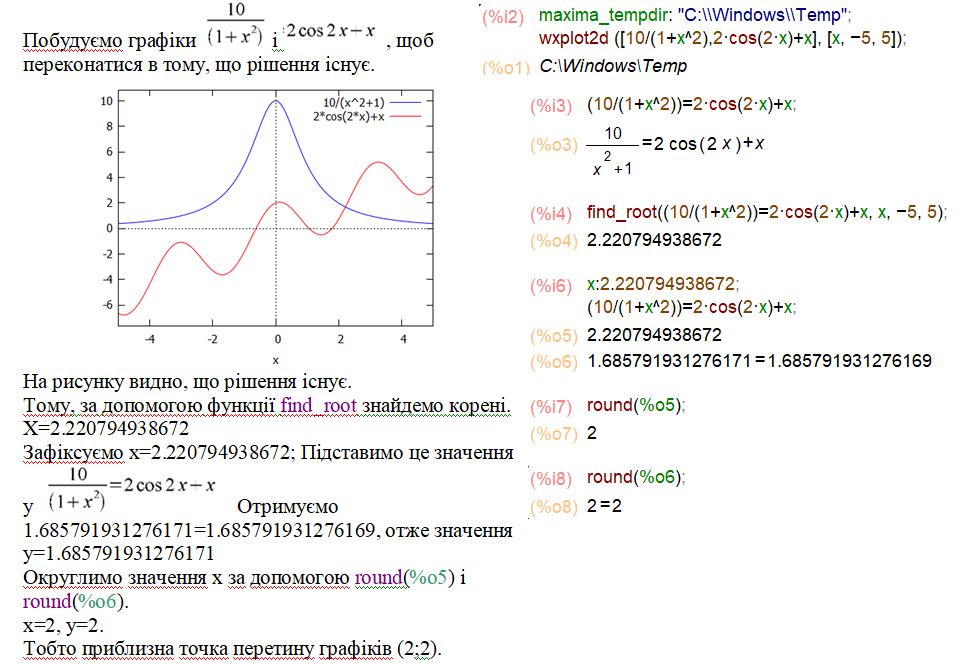 Побудуємо графіки 10/(1+x²) і 2 cos 2 x − x , щоб
переконатися в тому, що рішення існує.
10/(x^2+1)
2*cos(2*x)+x
10
8
6
4
2
0
-2
-4
-6
-4 -2 0 2 4
x
На рисунку видно, що рішення існує.
Тому, за допомогою функції find_root знайдемо корені.
X=2.220794938672
Зафіксуємо x=2.220794938672; Підставимо це значення
у 10/(1+x²)=2 cos 2 x − x Отримуємо
1.685791931276171=1.685791931276169, отже значення
y=1.685791931276171
Округлимо значення x за допомогою round(%o5) і
round(%o6).
x=2, y=2.
Тобто приблизна точка перетину графіків (2;2).
(%i2) maxima_tempdir: "C:\\Windows\\Temp";
wxplot2d ([10/(1+x^2),2·cos(2·x)+x], [x, −5, 5]);
(%o1) C:\Windows\Temp
(%i3) (10/(1+x^2))=2·cos(2·x)+x;
(%o3) 10/(x²+1)=2 cos(2 x)+x
(%i4) find_root((10/(1+x^2))=2·cos(2·x)+x, x, −5, 5);
(%o4) 2.220794938672
(%i6) x:2.220794938672;
(10/(1+x^2))=2·cos(2·x)+x;
(%o5) 2.220794938672
(%o6) 1.685791931276171=1.685791931276169
(%i7) round(%o5);
(%o7) 2
(%i8) round(%o6);
(%o8) 2=2